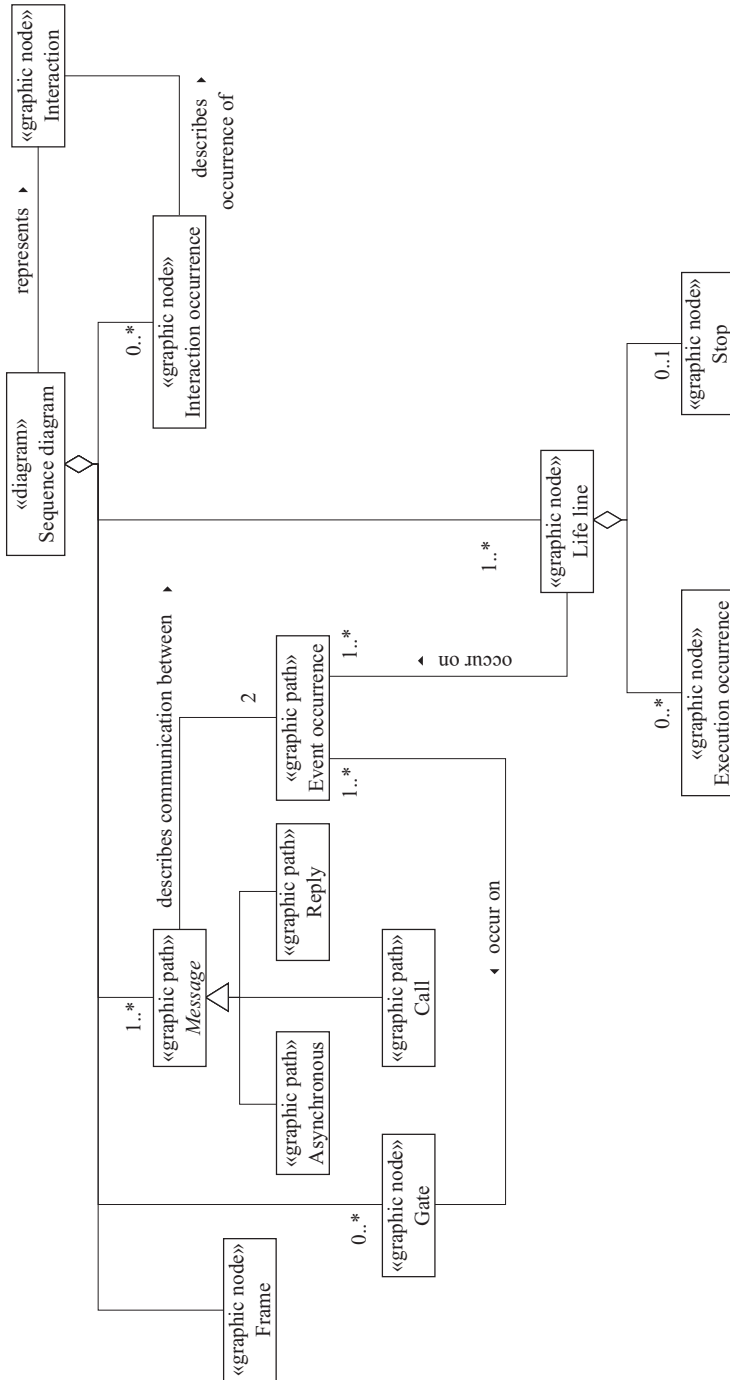 «diagram»
Sequence diagram
represents ▶
«graphic node»
Interaction
describes ▶
occurrence of
0..*
«graphic node»
Interaction occurrence
1..*
«graphic path»
Message
describes communication between ▶
2
«graphic path»
Event occurrence
1..*
1..*
«graphic path»
Asynchronous
«graphic path»
Reply
«graphic path»
Call
«graphic node»
Frame
0..*
«graphic node»
Gate
◀ occur on
occur on ▶
1..*
«graphic node»
Life line
0..*
«graphic node»
Execution occurrence
0..1
«graphic node»
Stop